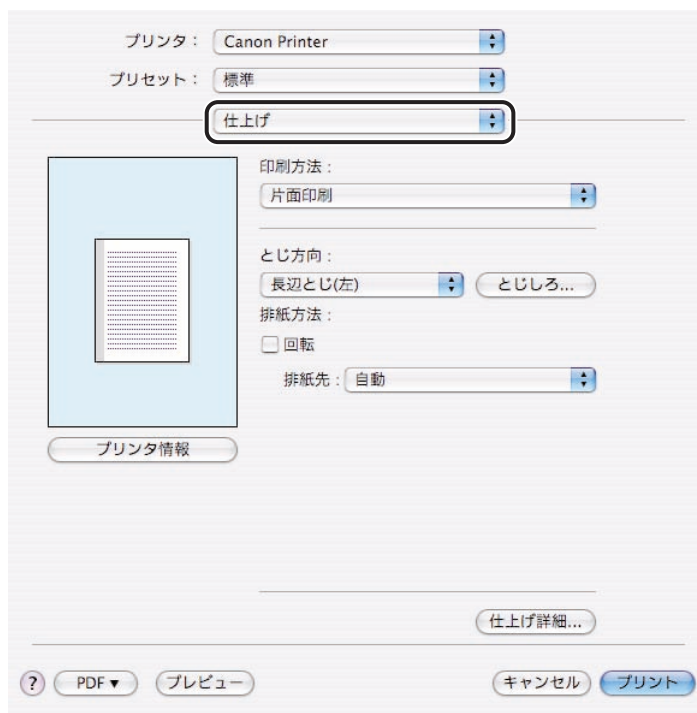 プリンタ： Canon Printer
プリセット： 標準
仕上げ
印刷方法：
片面印刷
とじ方向：
長辺とじ(左) とじしろ...
排紙方法：
回転
排紙先： 自動
プリンタ情報
仕上げ詳細...
? PDF▼ プレビュー キャンセル プリント